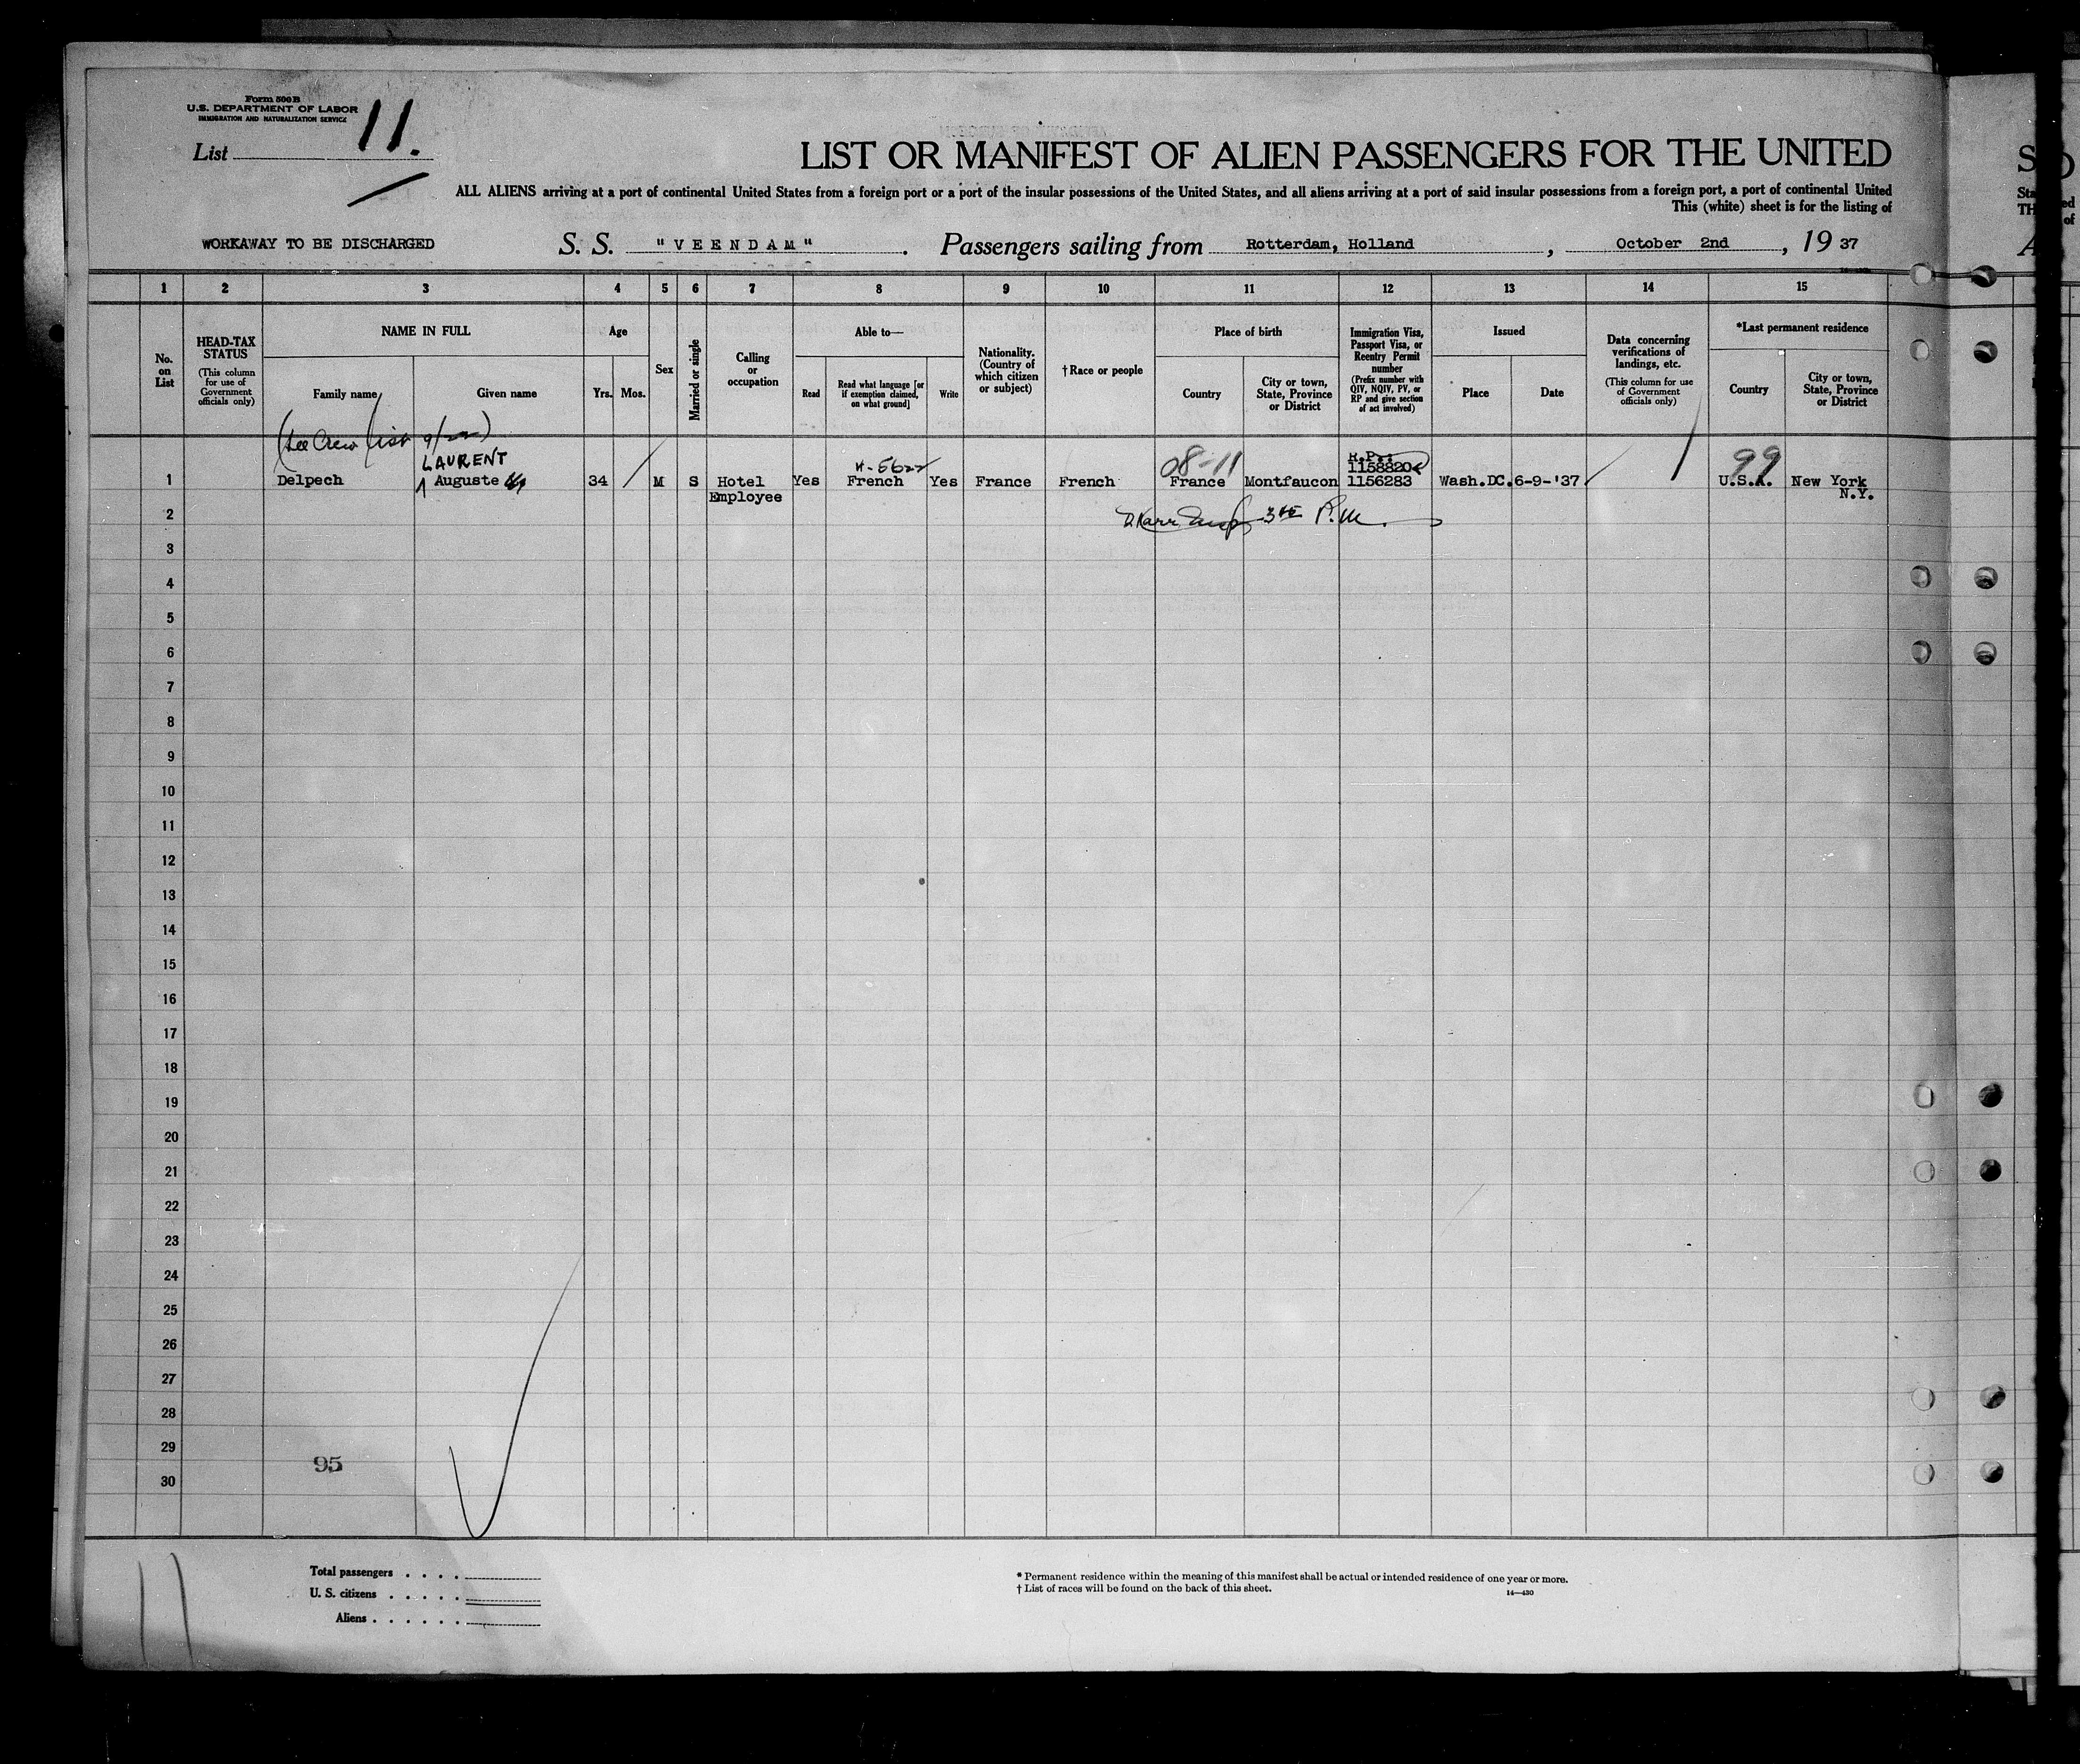 Form 500B
U.S. DEPARTMENT OF LABOR
IMMIGRATION AND NATURALIZATION SERVICE
List 11.
LIST OR MANIFEST OF ALIEN PASSENGERS FOR THE UNITED
ALL ALIENS arriving at a port of continental United States from a foreign port or a port of the insular possessions of the United States, and all aliens arriving at a port of said insular possessions from a foreign port, a port of continental United
This (white) sheet is for the listing of
WORKAWAY TO BE DISCHARGED S. S. "VEENDAM". Passengers sailing from Rotterdam, Holland, October 2nd, 1937
1 2 3 4 5 6 7 8 9 10 11 12 13 14 15
No. on List
HEAD-TAX STATUS
(This column for use of Government officials only)
NAME IN FULL
Family name
Given name
Age
Yrs. Mos.
Sex
Married or single
Calling or occupation
Able to—
Read
Read what language [or if exemption claimed, on what ground]
Write
Nationality. (Country of which citizen or subject)
†Race or people
Place of birth
Country
City or town, State, Province or District
Immigration Visa, Passport Visa, or Reentry Permit number
(Prefix number with QIV, NQIV, PV, or RP and give section of act involved)
Issued
Place
Date
Data concerning verifications of landings, etc.
(This column for use of Government officials only)
*Last permanent residence
Country
City or town, State, Province or District
(See Crew list
LAURENT
08-11
R.P.:
1158820
99
1 Delpech Auguste 34 M S Hotel Yes French Yes France French France Montfaucon 1156283 Wash.DC. 6-9-'37 U.S.A. New York
Employee
N.Y.
2
3rd P.M.
3
4
5
6
7
8
9
10
11
12
13
14
15
16
17
18
19
20
21
22
23
24
25
26
27
28
29
95
30
Total passengers
U. S. citizens
Aliens
* Permanent residence within the meaning of this manifest shall be actual or intended residence of one year or more.
† List of races will be found on the back of this sheet.
14—430